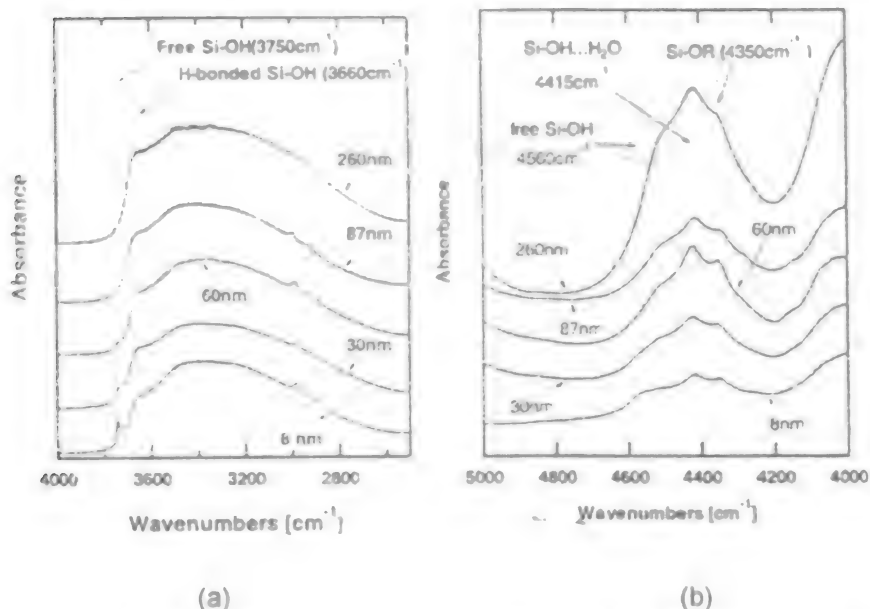 Free Si-OH(3750cm⁻¹)
H-bonded Si-OH (3660cm⁻¹)
260nm
87nm
60nm
30nm
8 nm
Absorbance
4000 3600 3200 2800
Wavenumbers [cm⁻¹]
(a)
Si-OH...H₂O
Si-OR (4350cm⁻¹)
4415cm⁻¹
free Si-OH
4560cm⁻¹
60nm
260nm
87nm
30nm
8nm
Absorbance
5000 4800 4600 4400 4200 4000
Wavenumbers [cm⁻¹]
(b)